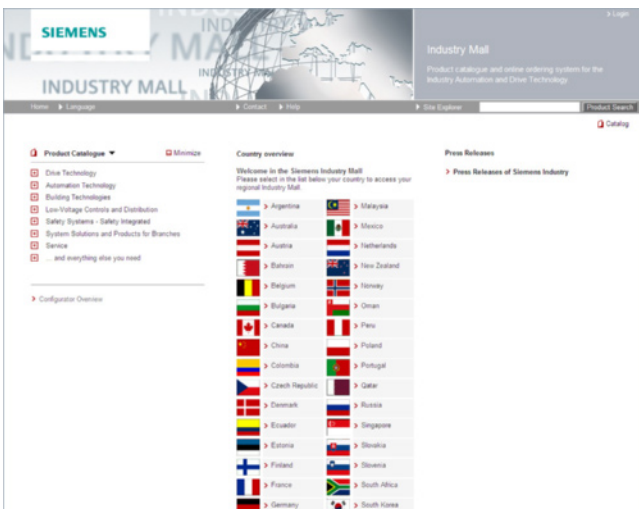 Login
SIEMENS
INDUSTRY MALL
Industry Mall
Product catalogue and online ordering system for the
Industry Automation and Drive Technology
Home Language Contact Help Site Explorer Product Search
Catalog
Product Catalogue Minimize
Drive Technology
Automation Technology
Building Technologies
Low-Voltage Controls and Distribution
Safety Systems - Safety Integrated
System Solutions and Products for Branches
Service
... and everything else you need
Configurator Overview
Country overview
Welcome in the Siemens Industry Mall
Please select in the list below your country to access your
regional Industry Mall.
Argentina Malaysia
Australia Mexico
Austria Netherlands
Bahrain New Zealand
Belgium Norway
Bulgaria Oman
Canada Peru
China Poland
Colombia Portugal
Czech Republic Qatar
Denmark Russia
Ecuador Singapore
Estonia Slovakia
Finland Slovenia
France South Africa
Germany South Korea
Press Releases
Press Releases of Siemens Industry